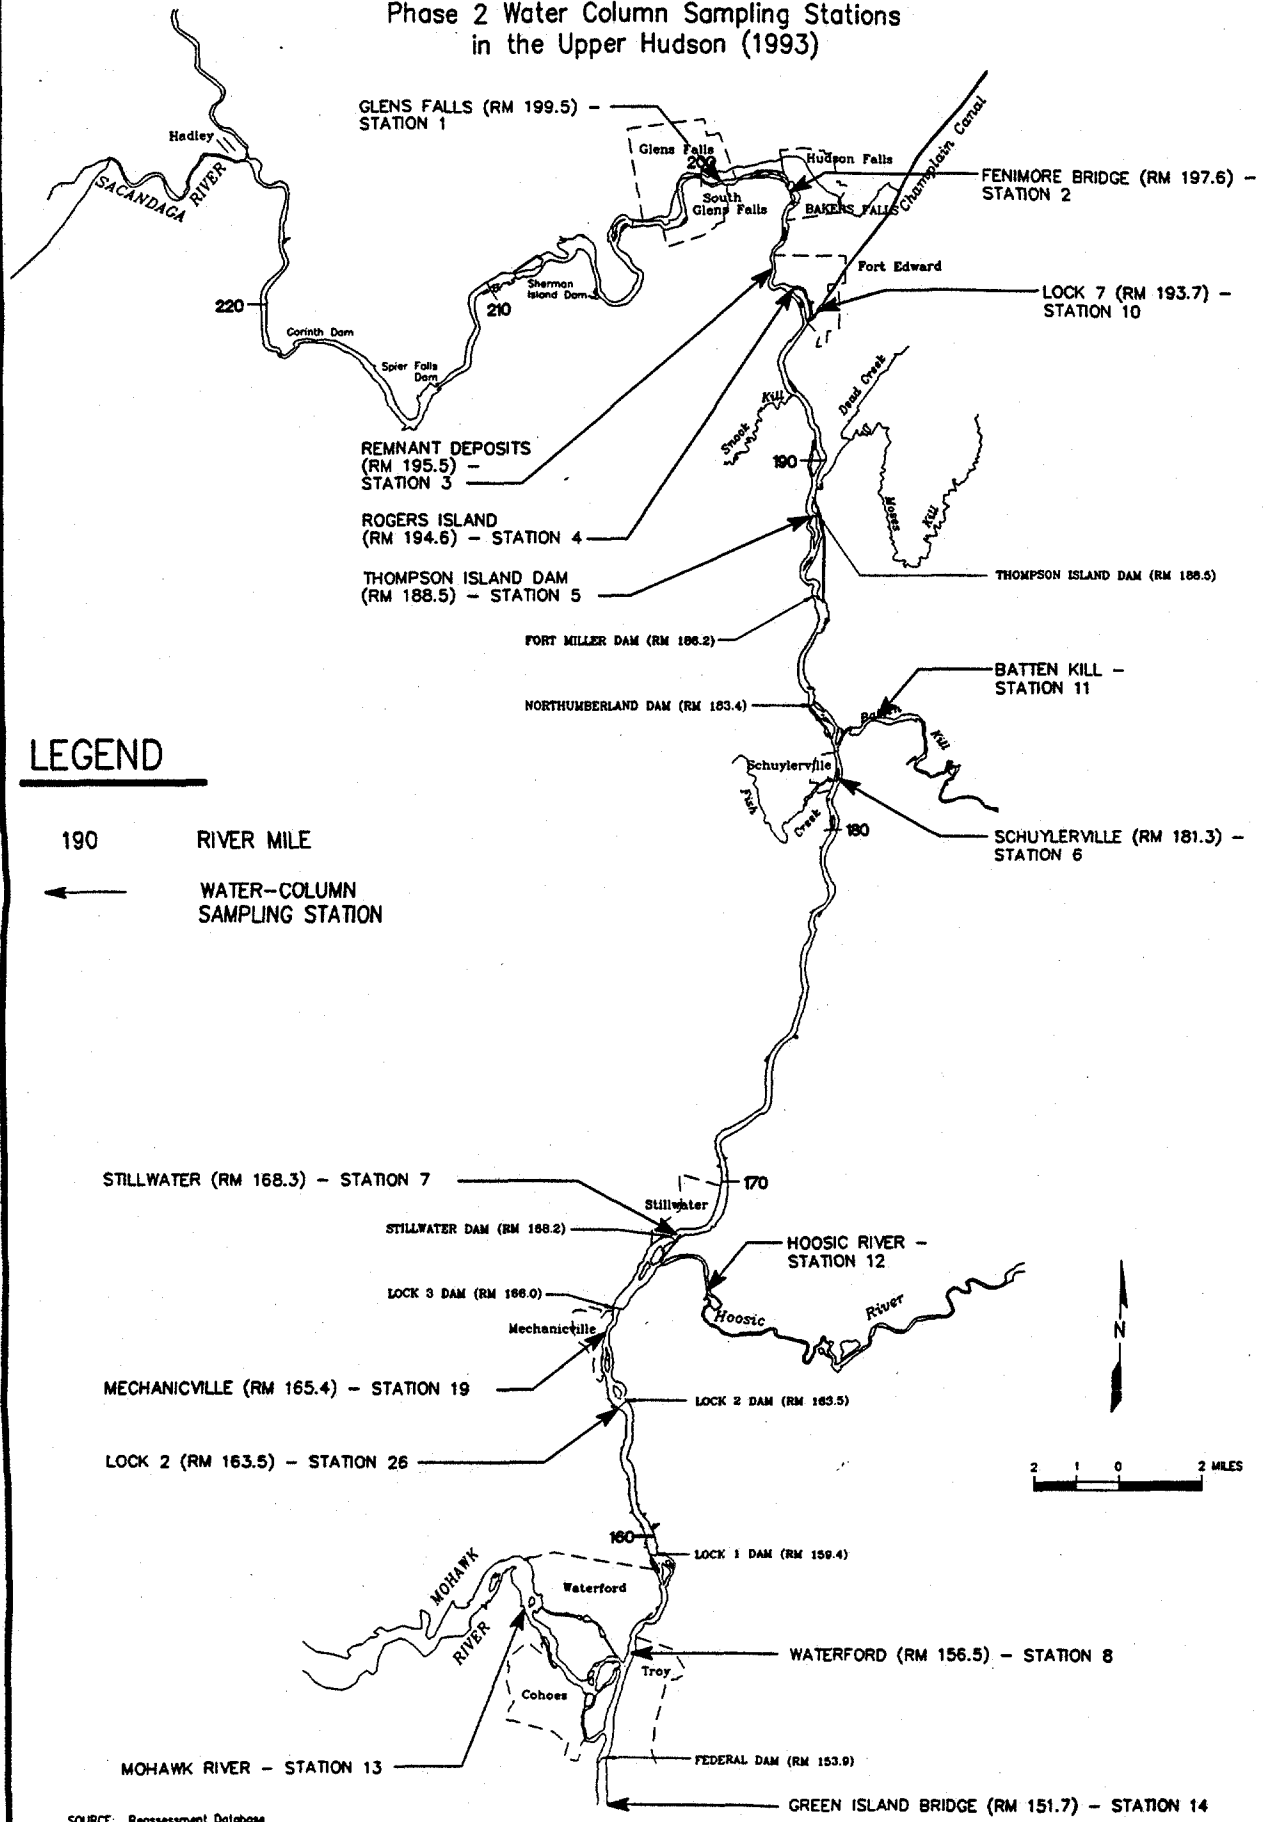 Phase 2 Water Column Sampling Stations
in the Upper Hudson (1993)
GLENS FALLS (RM 199.5) –
STATION 1
Hadley
SACANDAGA
RIVER
Glens Falls
200
Hudson Falls
Champlain Canal
FENIMORE BRIDGE (RM 197.6) –
STATION 2
South
Glens Falls
BAKERS FALLS
Fort Edward
Sherman
Island Dam
210
220
LOCK 7 (RM 193.7) –
STATION 10
Corinth Dam
Spier Falls
Dam
Snook
Kill
Dead Creek
REMNANT DEPOSITS
(RM 195.5) –
STATION 3
190
Moses
Kill
ROGERS ISLAND
(RM 194.6) – STATION 4
THOMPSON ISLAND DAM
(RM 188.5) – STATION 5
THOMPSON ISLAND DAM (RM 188.5)
FORT MILLER DAM (RM 186.2)
BATTEN KILL –
STATION 11
NORTHUMBERLAND DAM (RM 183.4)
Batten
Kill
LEGEND
Schuylerville
Fish
Creek
180
190 RIVER MILE
SCHUYLERVILLE (RM 181.3) –
STATION 6
WATER-COLUMN
SAMPLING STATION
STILLWATER (RM 168.3) – STATION 7
170
Stillwater
STILLWATER DAM (RM 168.2)
HOOSIC RIVER –
STATION 12
LOCK 3 DAM (RM 166.0)
Hoosic
River
Mechanicville
N
MECHANICVILLE (RM 165.4) – STATION 19
LOCK 2 DAM (RM 163.5)
LOCK 2 (RM 163.5) – STATION 26
2 1 0 2 MILES
160
LOCK 1 DAM (RM 159.4)
MOHAWK
RIVER
Waterford
WATERFORD (RM 156.5) – STATION 8
Troy
Cohoes
FEDERAL DAM (RM 153.9)
MOHAWK RIVER – STATION 13
GREEN ISLAND BRIDGE (RM 151.7) – STATION 14
SOURCE: Reassessment Database